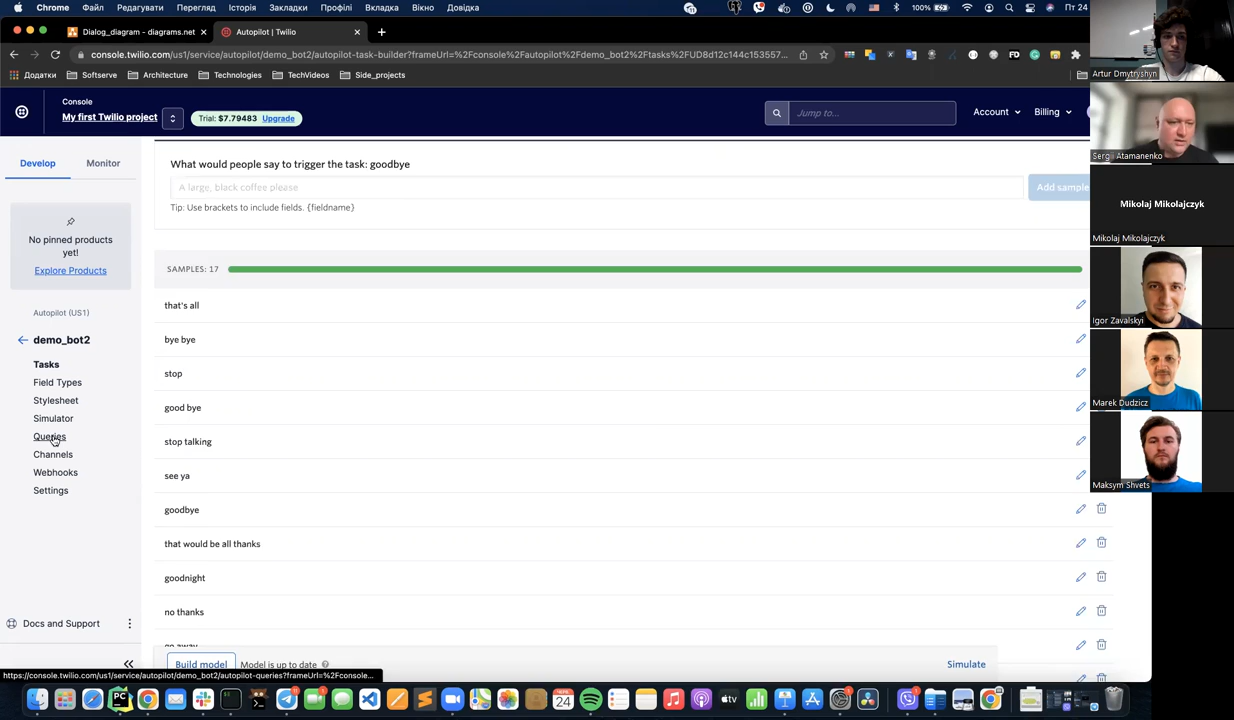 Chrome Файл Редагувати Перегляд Історія Закладки Профілі Вкладка Вікно Довідка
100% Пт 24
Dialog_diagram - diagrams.net
Autopilot | Twilio
console.twilio.com/us1/service/autopilot/demo_bot2/autopilot-task-builder?frameUrl=%2Fconsole%2Fautopilot%2Fdemo_bot2%2Ftasks%2FUD8d12c144c153557...
Додатки Softserve Architecture Technologies TechVideos Side_projects
Console
My first Twilio project
Trial: $7.79483 Upgrade
Jump to...
Account Billing
Develop Monitor
No pinned products yet!
Explore Products
Autopilot (US1)
demo_bot2
Tasks
Field Types
Stylesheet
Simulator
Queries
Channels
Webhooks
Settings
Docs and Support
What would people say to trigger the task: goodbye
A large, black coffee please
Add sample
Tip: Use brackets to include fields. {fieldname}
SAMPLES: 17
that's all
bye bye
stop
good bye
stop talking
see ya
goodbye
that would be all thanks
goodnight
no thanks
go away
Build model Model is up to date
Simulate
https://console.twilio.com/us1/service/autopilot/demo_bot2/autopilot-queries?frameUrl=%2Fconsole...
Artur Dmytryshyn
Sergii Atamanenko
Mikolaj Mikolajczyk
Mikolaj Mikolajczyk
Igor Zavalskyi
Marek Dudzicz
Maksym Shvets